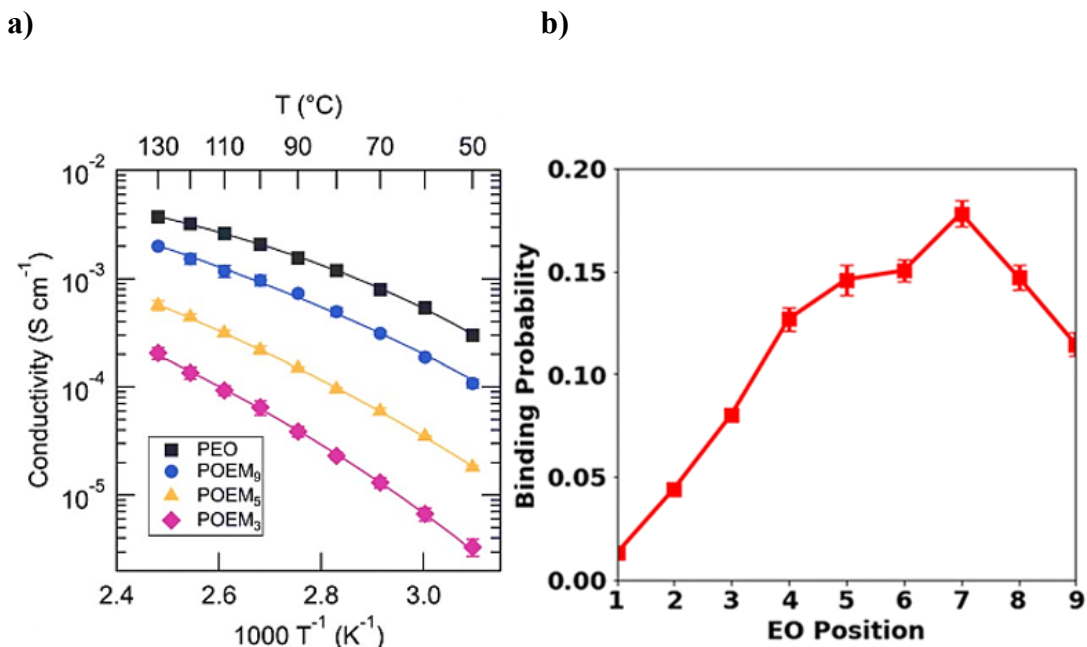 a)
b)
T (°C)
130 110 90 70 50
10⁻²
10⁻³
10⁻⁴
10⁻⁵
Conductivity (S cm⁻¹)
PEO
POEM₉
POEM₅
POEM₃
2.4 2.6 2.8 3.0
1000 T⁻¹ (K⁻¹)
0.20
0.15
0.10
0.05
0.00
Binding Probability
1 2 3 4 5 6 7 8 9
EO Position